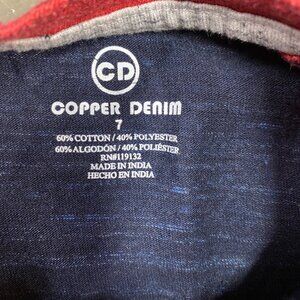 CD
COPPER DENIM
7
60% COTTON / 40% POLYESTER
60% ALGODÓN / 40% POLIÉSTER
RN#119132
MADE IN INDIA
HECHO EN INDIA